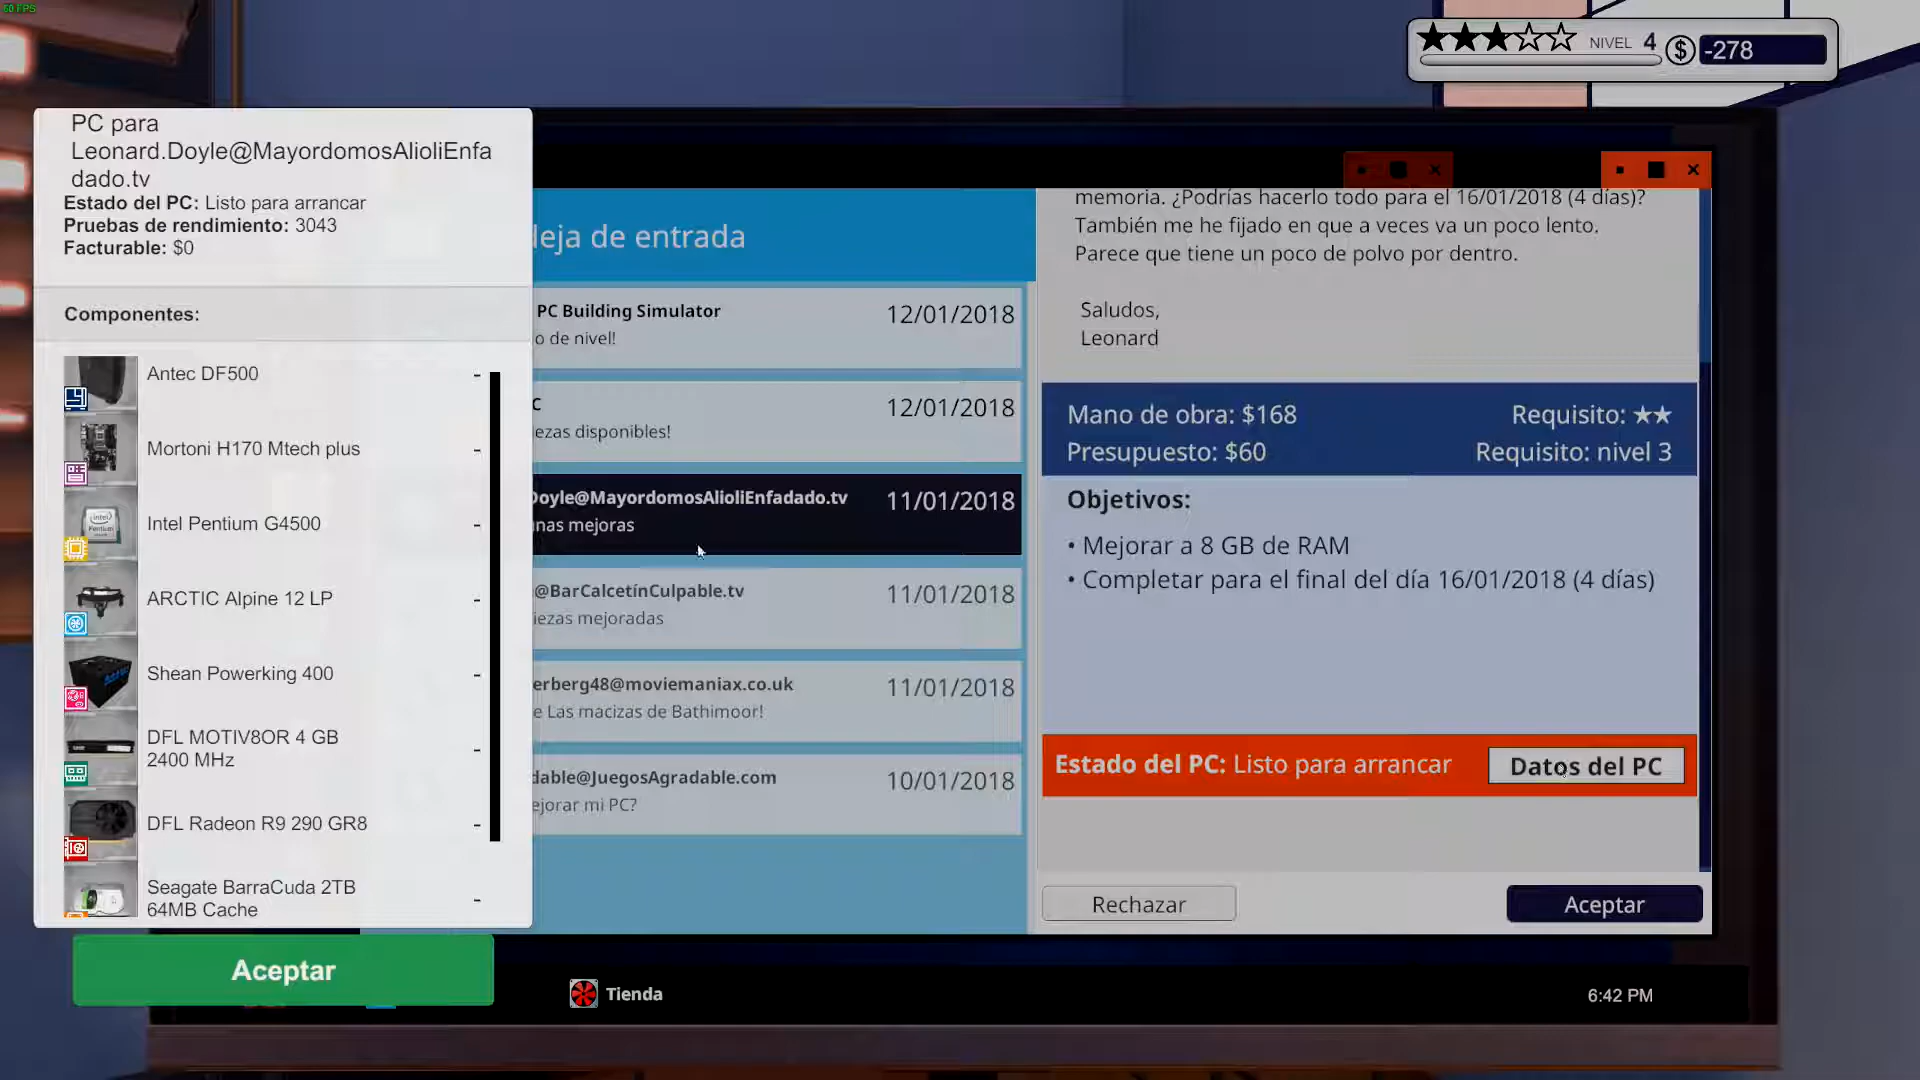 60 FPS
NIVEL 4
$ -278
PC para
Leonard.Doyle@MayordomosAlioliEnfa
dado.tv
Estado del PC: Listo para arrancar
Pruebas de rendimiento: 3043
Facturable: $0
Componentes:
Antec DF500 -
Mortoni H170 Mtech plus -
Intel Pentium G4500 -
ARCTIC Alpine 12 LP -
Shean Powerking 400 -
DFL MOTIV8OR 4 GB
2400 MHz -
DFL Radeon R9 290 GR8 -
Seagate BarraCuda 2TB
64MB Cache -
Aceptar
deja de entrada
PC Building Simulator 12/01/2018
o de nivel!
C 12/01/2018
iezas disponibles!
Doyle@MayordomosAlioliEnfadado.tv 11/01/2018
unas mejoras
@BarCalcetínCulpable.tv 11/01/2018
iezas mejoradas
erberg48@moviemaniax.co.uk 11/01/2018
e Las macizas de Bathimoor!
dable@JuegosAgradable.com 10/01/2018
ejorar mi PC?
memoria. ¿Podrías hacerlo todo para el 16/01/2018 (4 días)?
También me he fijado en que a veces va un poco lento.
Parece que tiene un poco de polvo por dentro.
Saludos,
Leonard
Mano de obra: $168 Requisito: ★★
Presupuesto: $60 Requisito: nivel 3
Objetivos:
• Mejorar a 8 GB de RAM
• Completar para el final del día 16/01/2018 (4 días)
Estado del PC: Listo para arrancar Datos del PC
Rechazar Aceptar
Tienda
6:42 PM